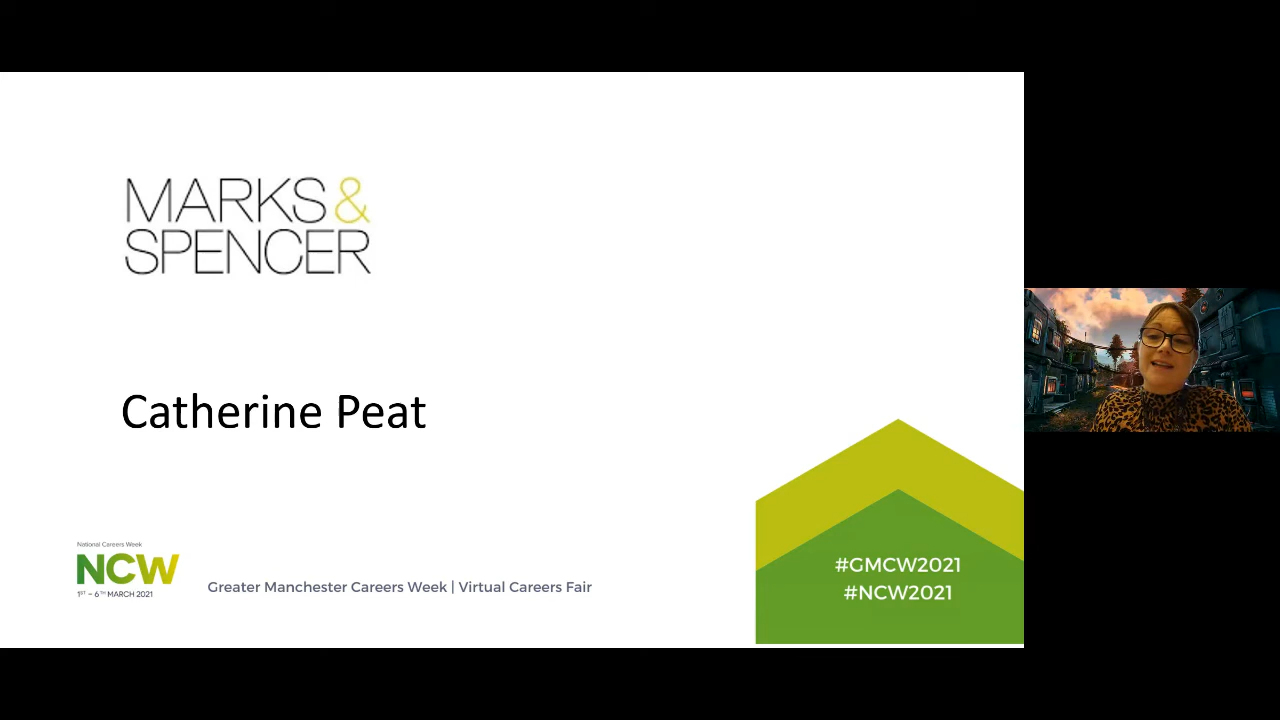 MARKS &
SPENCER
Catherine Peat
National Careers Week
NCW
1ST – 6TH MARCH 2021
Greater Manchester Careers Week | Virtual Careers Fair
#GMCW2021
#NCW2021